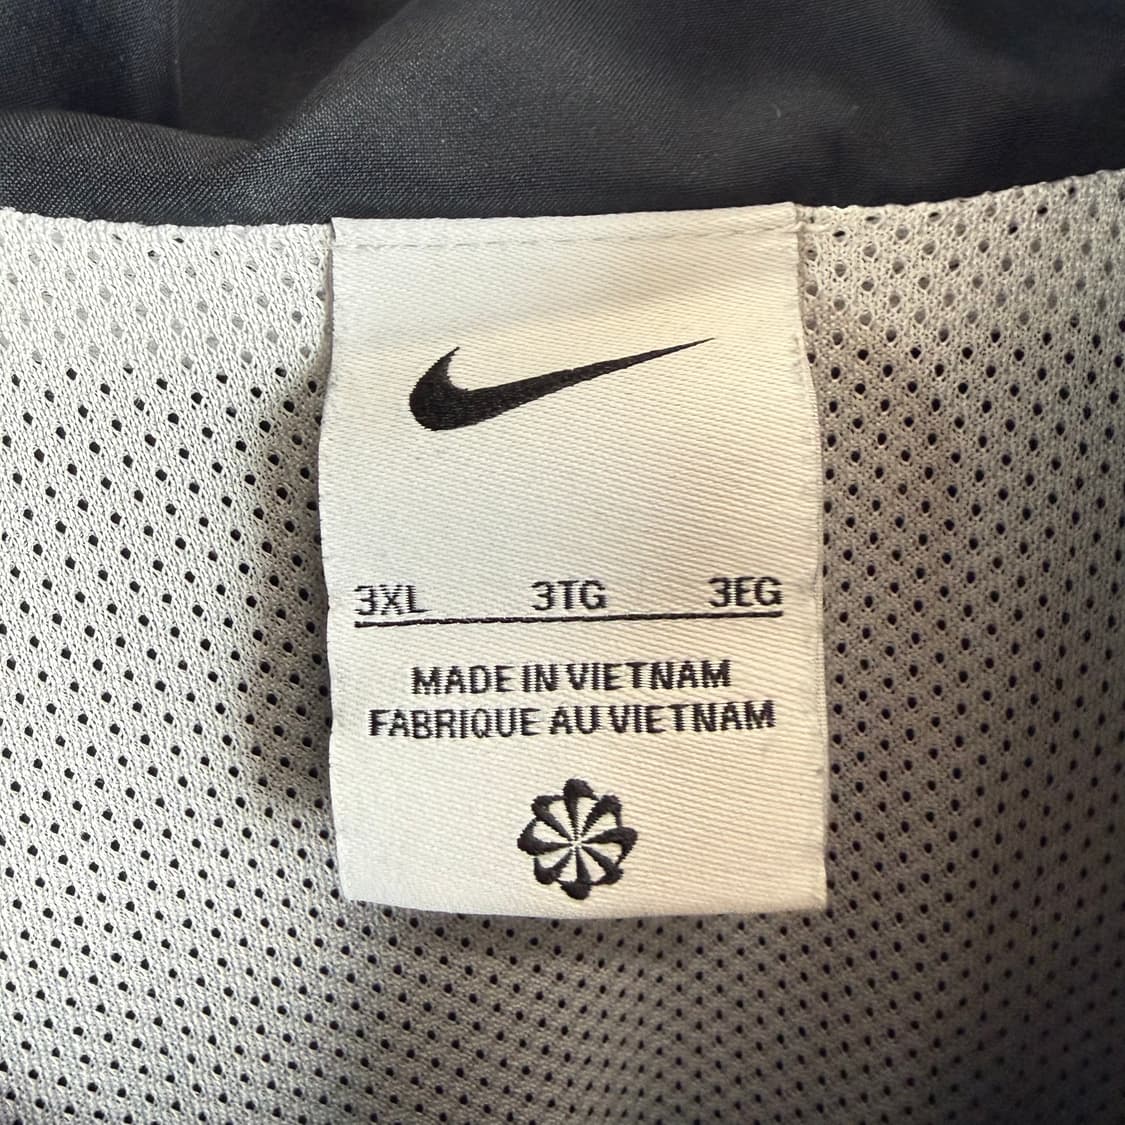 3XL 3TG 3EG
MADE IN VIETNAM
FABRIQUE AU VIETNAM